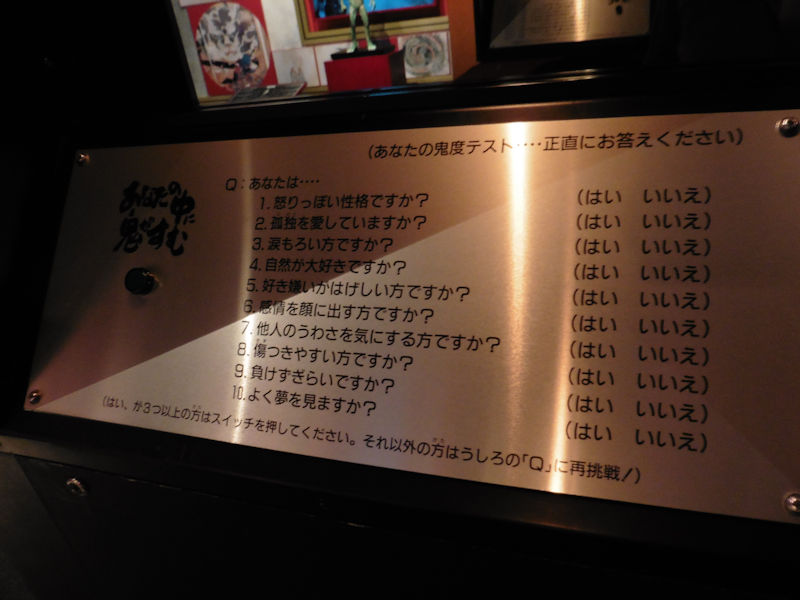 (あなたの鬼度テスト‥‥正直にお答えください)
あなたの中に
鬼がすむ
Q：あなたは‥‥
1. 怒りっぽい性格ですか？ (はい いいえ)
2. 孤独を愛していますか？ (はい いいえ)
3. 涙もろい方ですか？ (はい いいえ)
4. 自然が大好きですか？ (はい いいえ)
5. 好き嫌いがはげしい方ですか？ (はい いいえ)
6. 感情を顔に出す方ですか？ (はい いいえ)
7. 他人のうわさを気にする方ですか？ (はい いいえ)
8. 傷つきやすい方ですか？ (はい いいえ)
9. 負けずぎらいですか？ (はい いいえ)
10. よく夢を見ますか？ (はい いいえ)
(はい、が3つ以上の方はスイッチを押してください。それ以外の方はうしろの「Q」に再挑戦！)